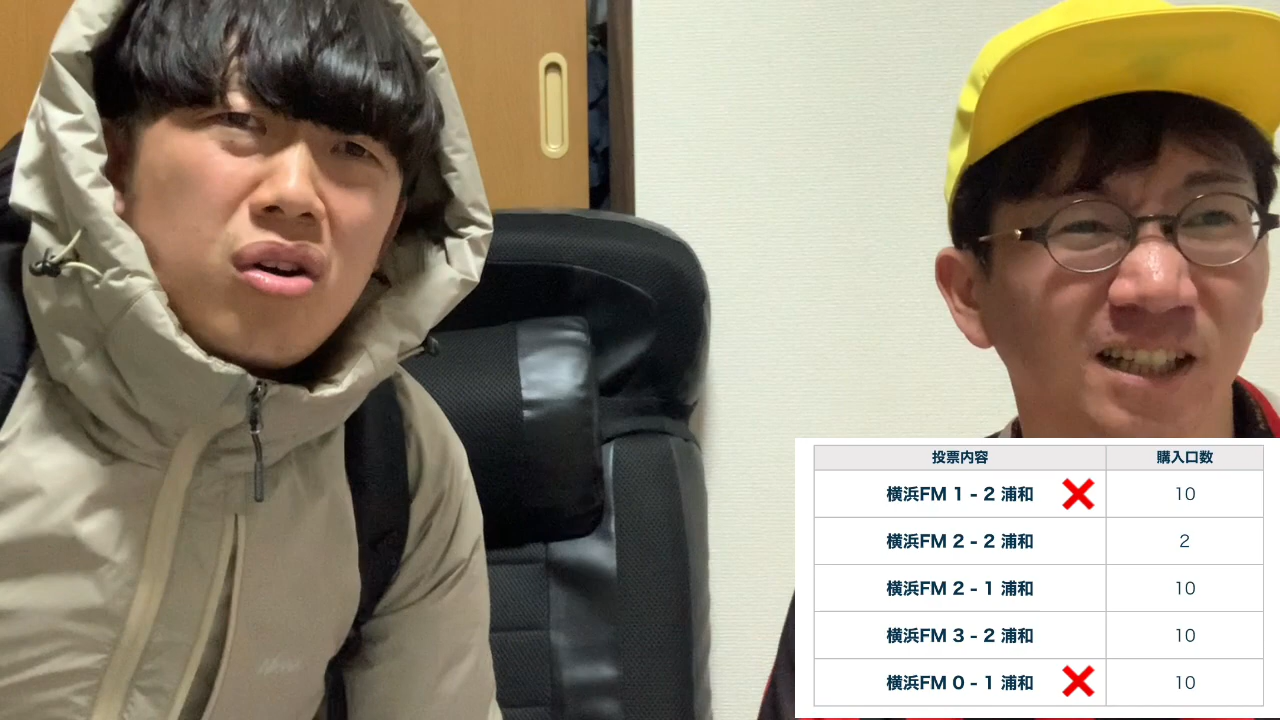 投票内容 購入口数
横浜FM 1 - 2 浦和 ❌ 10
横浜FM 2 - 2 浦和 2
横浜FM 2 - 1 浦和 10
横浜FM 3 - 2 浦和 10
横浜FM 0 - 1 浦和 ❌ 10